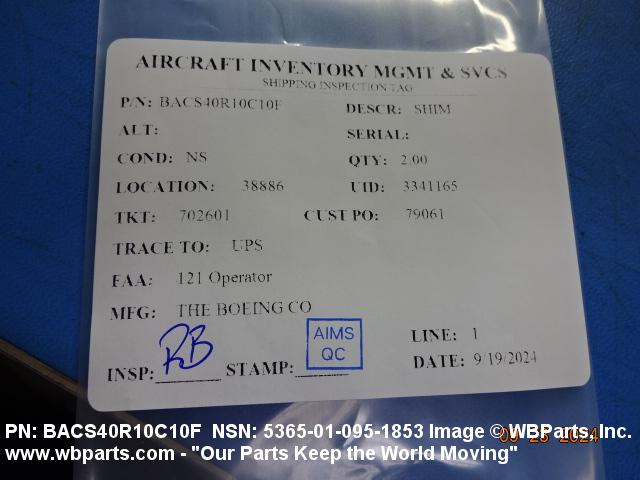 AIRCRAFT INVENTORY MGMT & SVCS
SHIPPING INSPECTION TAG
P/N: BACS40R10C10F DESCR: SHIM
ALT: SERIAL:
COND: NS QTY: 2.00
LOCATION: 38886 UID: 3341165
TKT: 702601 CUST PO: 79061
TRACE TO: UPS
FAA: 121 Operator
MFG: THE BOEING CO
LINE: 1
INSP: RB STAMP: AIMS QC DATE: 9/19/2024
09 23 2024
PN: BACS40R10C10F NSN: 5365-01-095-1853 Image © WBParts, Inc.
www.wbparts.com - "Our Parts Keep the World Moving"